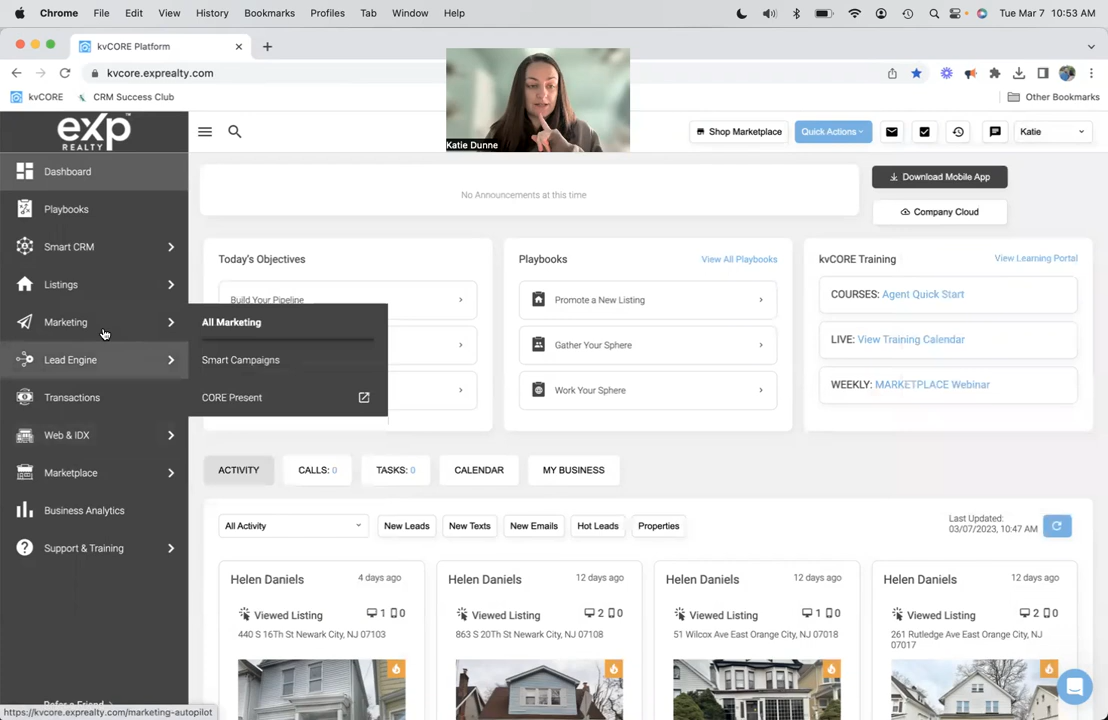 Chrome File Edit View History Bookmarks Profiles Tab Window Help Tue Mar 7 10:53 AM
kvCORE Platform
kvcore.exprealty.com
kvCORE CRM Success Club Other Bookmarks
exp
REALTY
Katie Dunne
Shop Marketplace Quick Actions Katie
Dashboard
Playbooks
Smart CRM
Listings
Marketing
Lead Engine
Transactions
Web & IDX
Marketplace
Business Analytics
Support & Training
Refer a Friend
https://kvcore.exprealty.com/marketing-autopilot
All Marketing
Smart Campaigns
CORE Present
No Announcements at this time
Download Mobile App
Company Cloud
Today's Objectives
Build Your Pipeline
Playbooks View All Playbooks
Promote a New Listing
Gather Your Sphere
Work Your Sphere
kvCORE Training View Learning Portal
COURSES: Agent Quick Start
LIVE: View Training Calendar
WEEKLY: MARKETPLACE Webinar
ACTIVITY CALLS: 0 TASKS: 0 CALENDAR MY BUSINESS
All Activity New Leads New Texts New Emails Hot Leads Properties
Last Updated:
03/07/2023, 10:47 AM
Helen Daniels 4 days ago
Viewed Listing 1 0
440 S 16Th St Newark City, NJ 07103
Helen Daniels 12 days ago
Viewed Listing 2 0
863 S 20Th St Newark City, NJ 07108
Helen Daniels 12 days ago
Viewed Listing 1 0
51 Wilcox Ave East Orange City, NJ 07018
Helen Daniels 12 days ago
Viewed Listing 2 0
261 Rutledge Ave East Orange City, NJ
07017